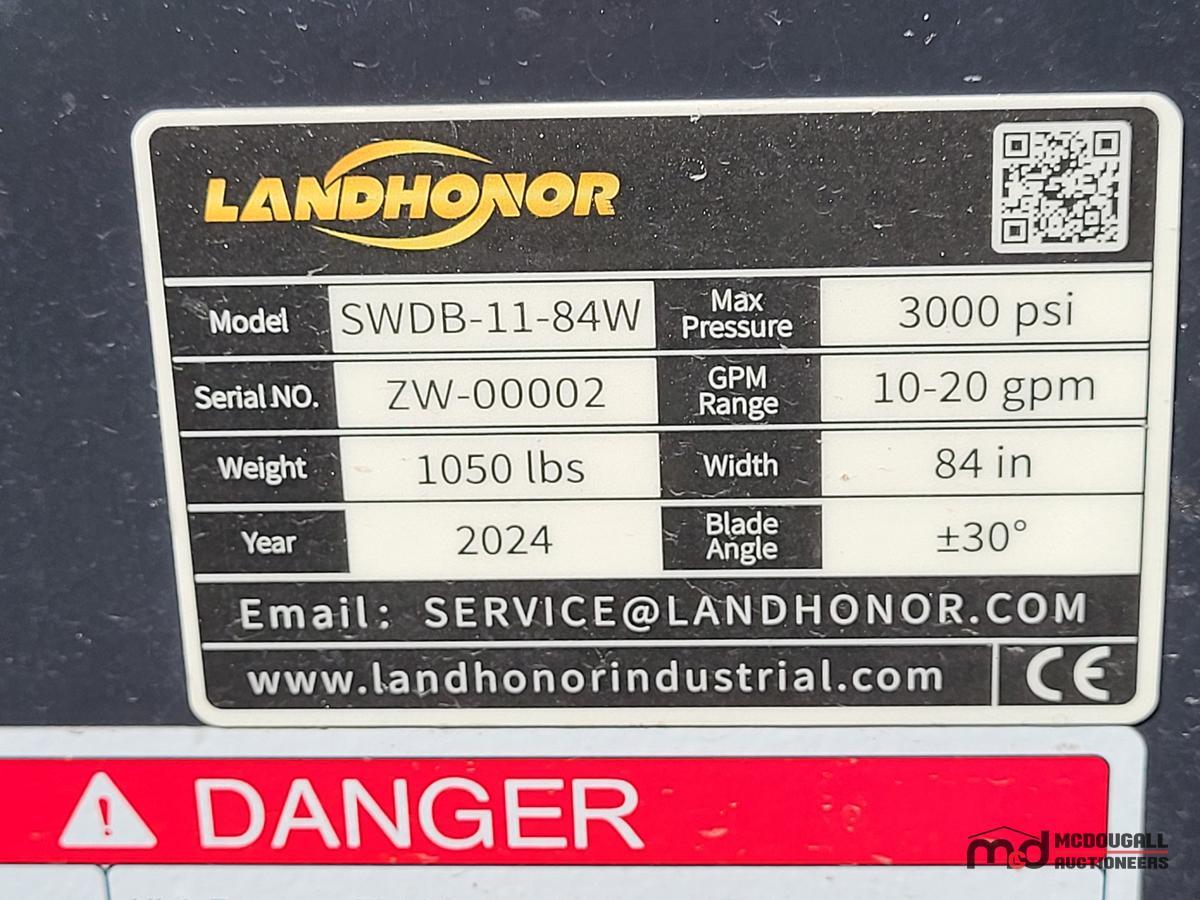 LANDHONOR
Model SWDB-11-84W Max Pressure 3000 psi
Serial NO. ZW-00002 GPM Range 10-20 gpm
Weight 1050 lbs Width 84 in
Year 2024 Blade Angle ±30°
Email: SERVICE@LANDHONOR.COM
www.landhonorindustrial.com CE
DANGER
m&d MCDOUGALL
AUCTIONEERS